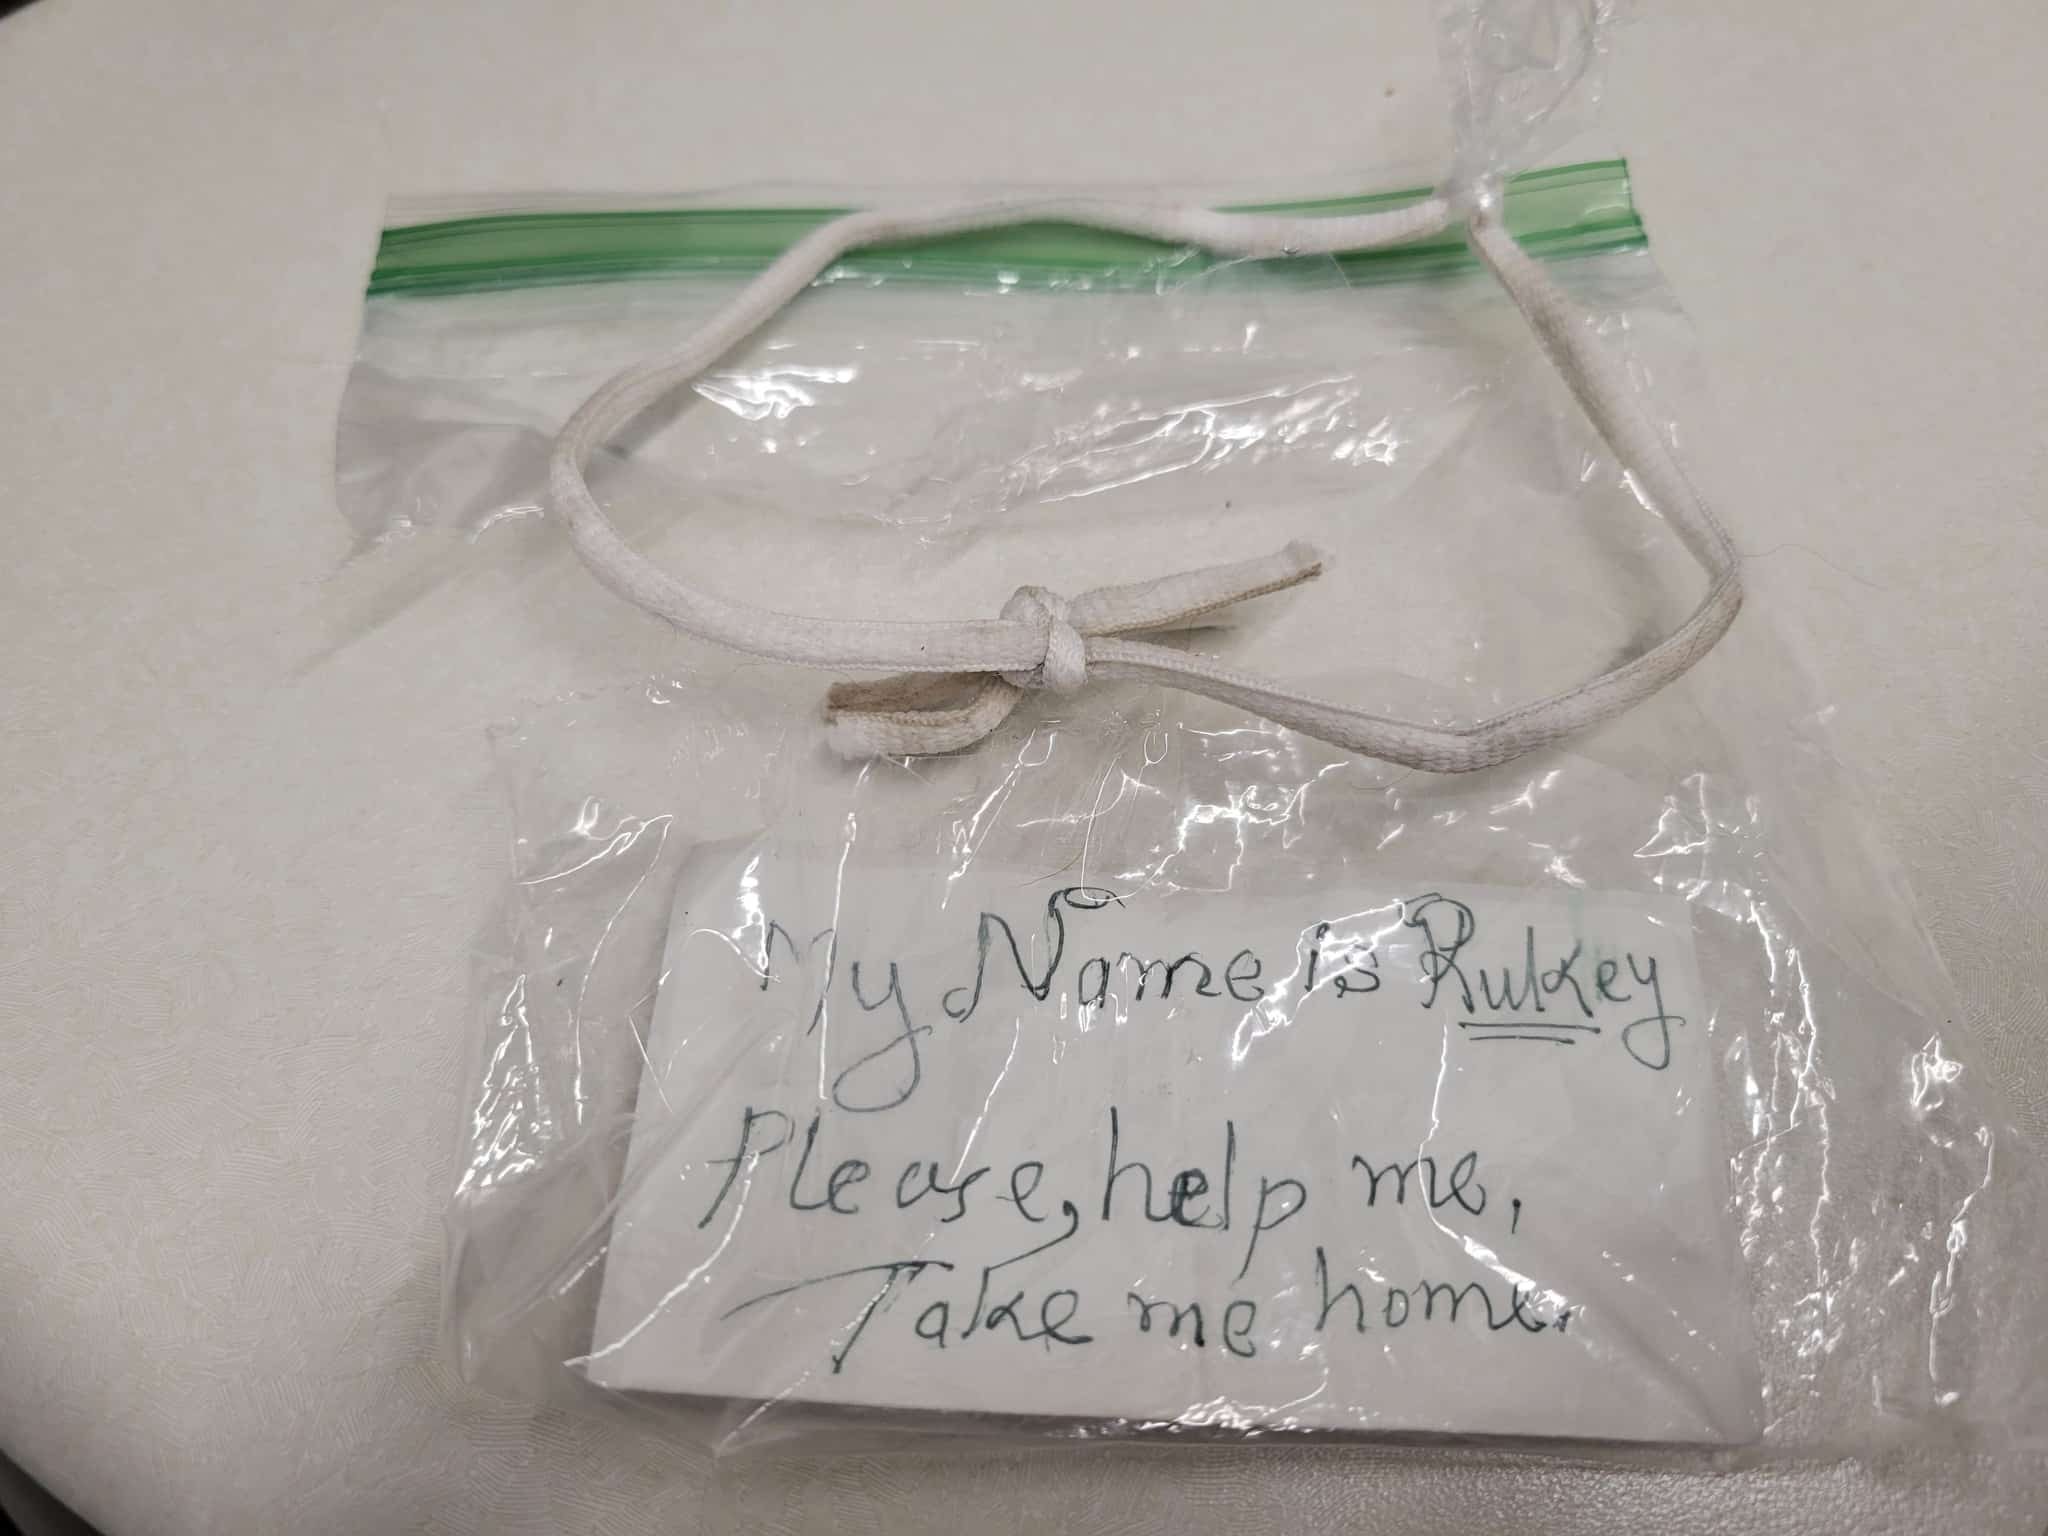 My Name is Rukey
Please, help me,
Take me home.